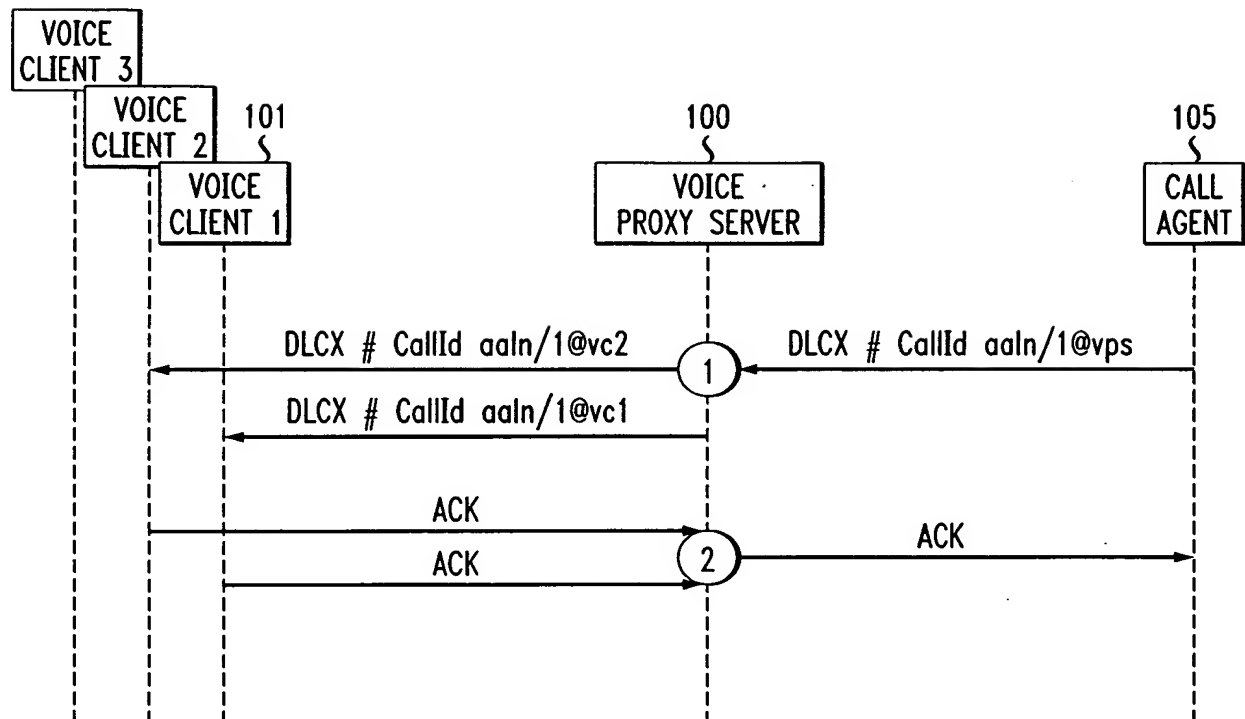 VOICE
CLIENT 3
VOICE
CLIENT 2
101
VOICE
CLIENT 1
100
VOICE
PROXY SERVER
105
CALL
AGENT
DLCX # CallId aaln/1@vc2
1
DLCX # CallId aaln/1@vps
DLCX # CallId aaln/1@vc1
ACK
ACK
2
ACK